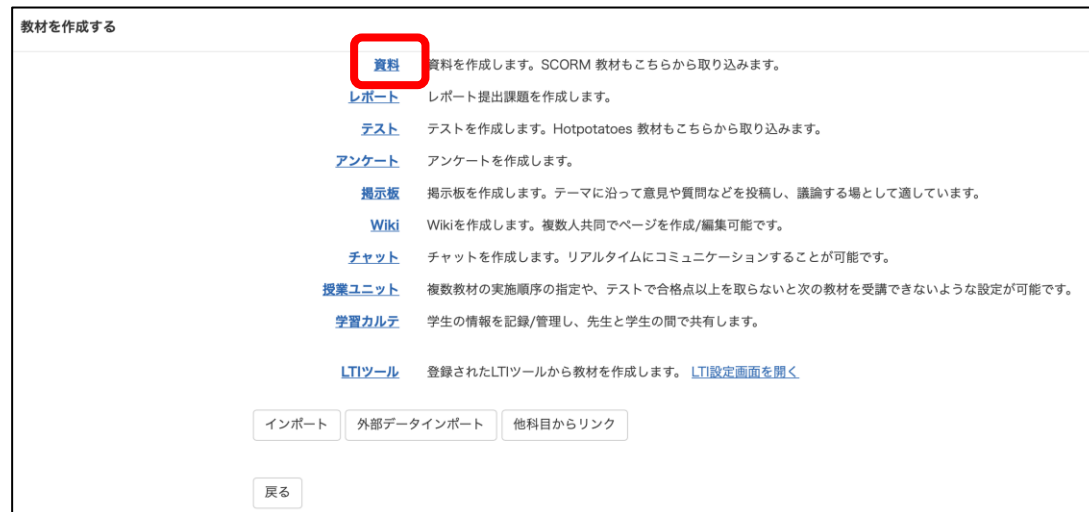 教材を作成する
資料 資料を作成します。SCORM 教材もこちらから取り込みます。
レポート レポート提出課題を作成します。
テスト テストを作成します。Hotpotatoes 教材もこちらから取り込みます。
アンケート アンケートを作成します。
掲示板 掲示板を作成します。テーマに沿って意見や質問などを投稿し、議論する場として適しています。
Wiki Wikiを作成します。複数人共同でページを作成/編集可能です。
チャット チャットを作成します。リアルタイムにコミュニケーションすることが可能です。
授業ユニット 複数教材の実施順序の指定や、テストで合格点以上を取らないと次の教材を受講できないような設定が可能です。
学習カルテ 学生の情報を記録/管理し、先生と学生の間で共有します。
LTIツール 登録されたLTIツールから教材を作成します。 LTI設定画面を開く
インポート 外部データインポート 他科目からリンク
戻る